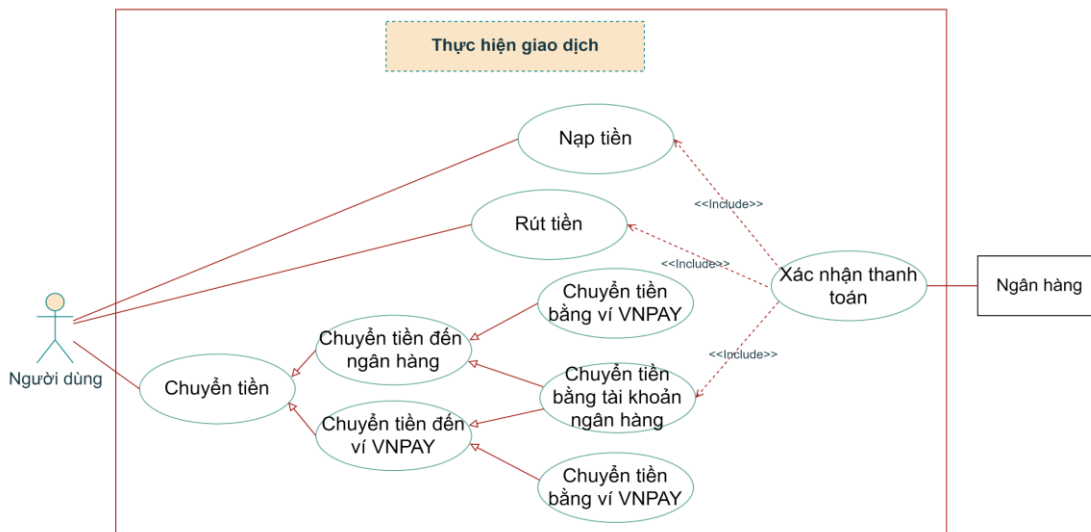 Thực hiện giao dịch
Nạp tiền
<<Include>>
Rút tiền
<<Include>>
Xác nhận thanh
toán
Ngân hàng
Chuyển tiền
bằng ví VNPAY
Chuyển tiền đến
ngân hàng
<<Include>>
Người dùng
Chuyển tiền
Chuyển tiền
bằng tài khoản
ngân hàng
Chuyển tiền đến
ví VNPAY
Chuyển tiền
bằng ví VNPAY